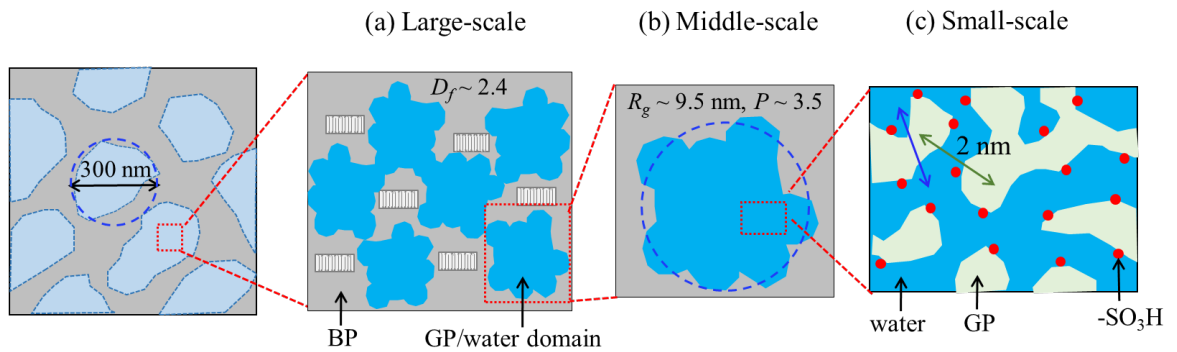 (a) Large-scale
(b) Middle-scale
(c) Small-scale
300 nm
D_f ~ 2.4
R_g ~ 9.5 nm, P ~ 3.5
2 nm
BP
GP/water domain
water
GP
-SO₃H